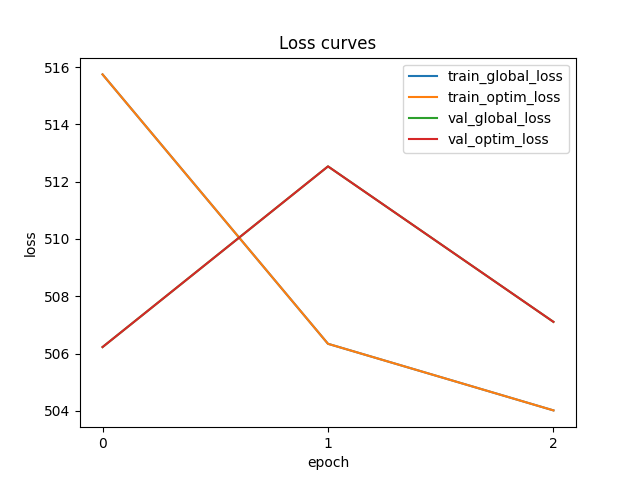 Loss curves
516
514
512
510
508
506
504
loss
0
1
2
epoch
train_global_loss
train_optim_loss
val_global_loss
val_optim_loss